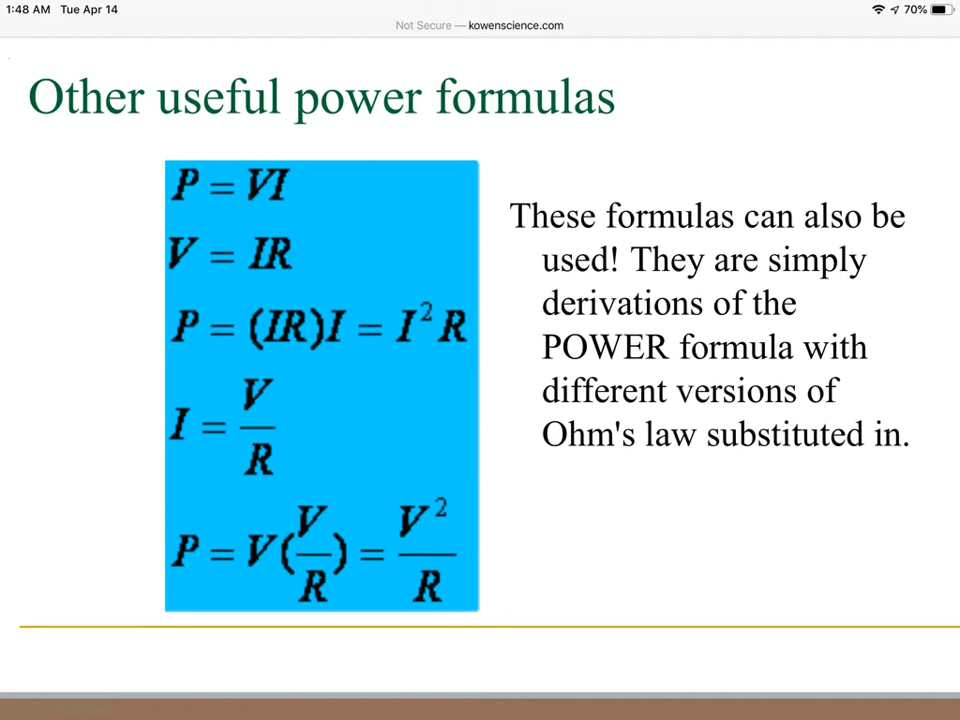 1:48 AM Tue Apr 14
70%
Not Secure — kowenscience.com
Other useful power formulas
P = VI
V = IR
P = (IR)I = I² R
I = V/R
P = V(V/R) = V²/R
These formulas can also be
used! They are simply
derivations of the
POWER formula with
different versions of
Ohm's law substituted in.